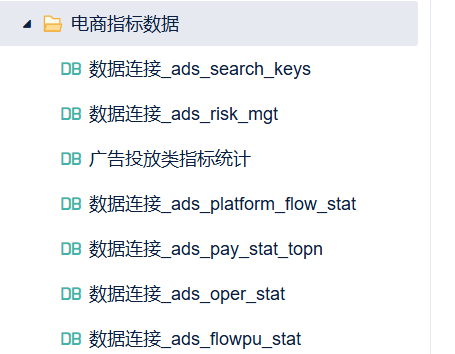 电商指标数据
DB 数据连接_ads_search_keys
DB 数据连接_ads_risk_mgt
DB 广告投放类指标统计
DB 数据连接_ads_platform_flow_stat
DB 数据连接_ads_pay_stat_topn
DB 数据连接_ads_oper_stat
DB 数据连接_ads_flowpu_stat